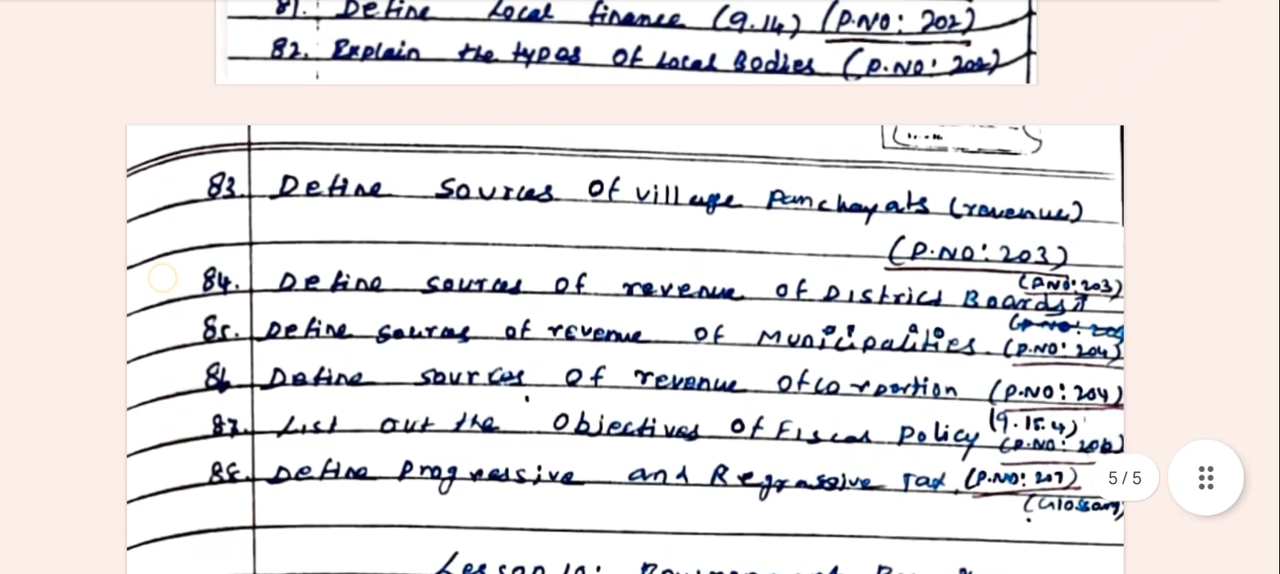 81. Define Local finance (9.14) (P.NO: 202)
82. Explain the types of Local Bodies (P.NO: 202)
83. Define sources of village panchayats (revenue)
(P.NO: 203)
84. Define sources of revenue of District Boards (P.NO: 203)
85. Define sources of revenue of Municipalities. (P.NO: 204)
86 Define sources of revenue of corportion (P.NO: 204)
87. List out the objectives of Fiscal Policy (9.15.4)
88. Define Progressive and Regressive Tax. (P.NO: 207)
(Glossary)
5 / 5